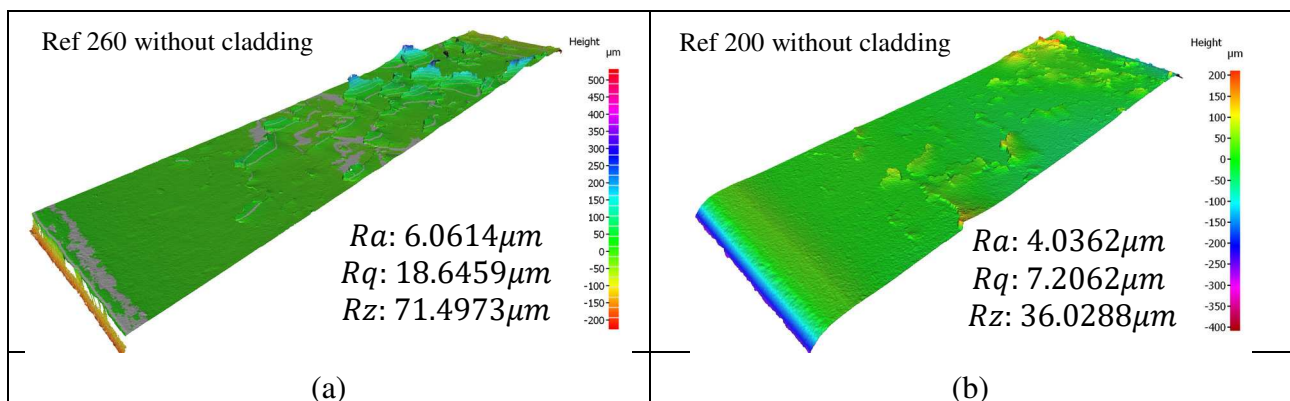 Ref 260 without cladding
Height
µm
500
450
400
350
300
250
200
150
100
50
0
-50
-100
-150
-200
Ra: 6.0614µm
Rq: 18.6459µm
Rz: 71.4973µm
(a)
Ref 200 without cladding
Height
µm
200
150
100
50
0
-50
-100
-150
-200
-250
-300
-350
-400
Ra: 4.0362µm
Rq: 7.2062µm
Rz: 36.0288µm
(b)